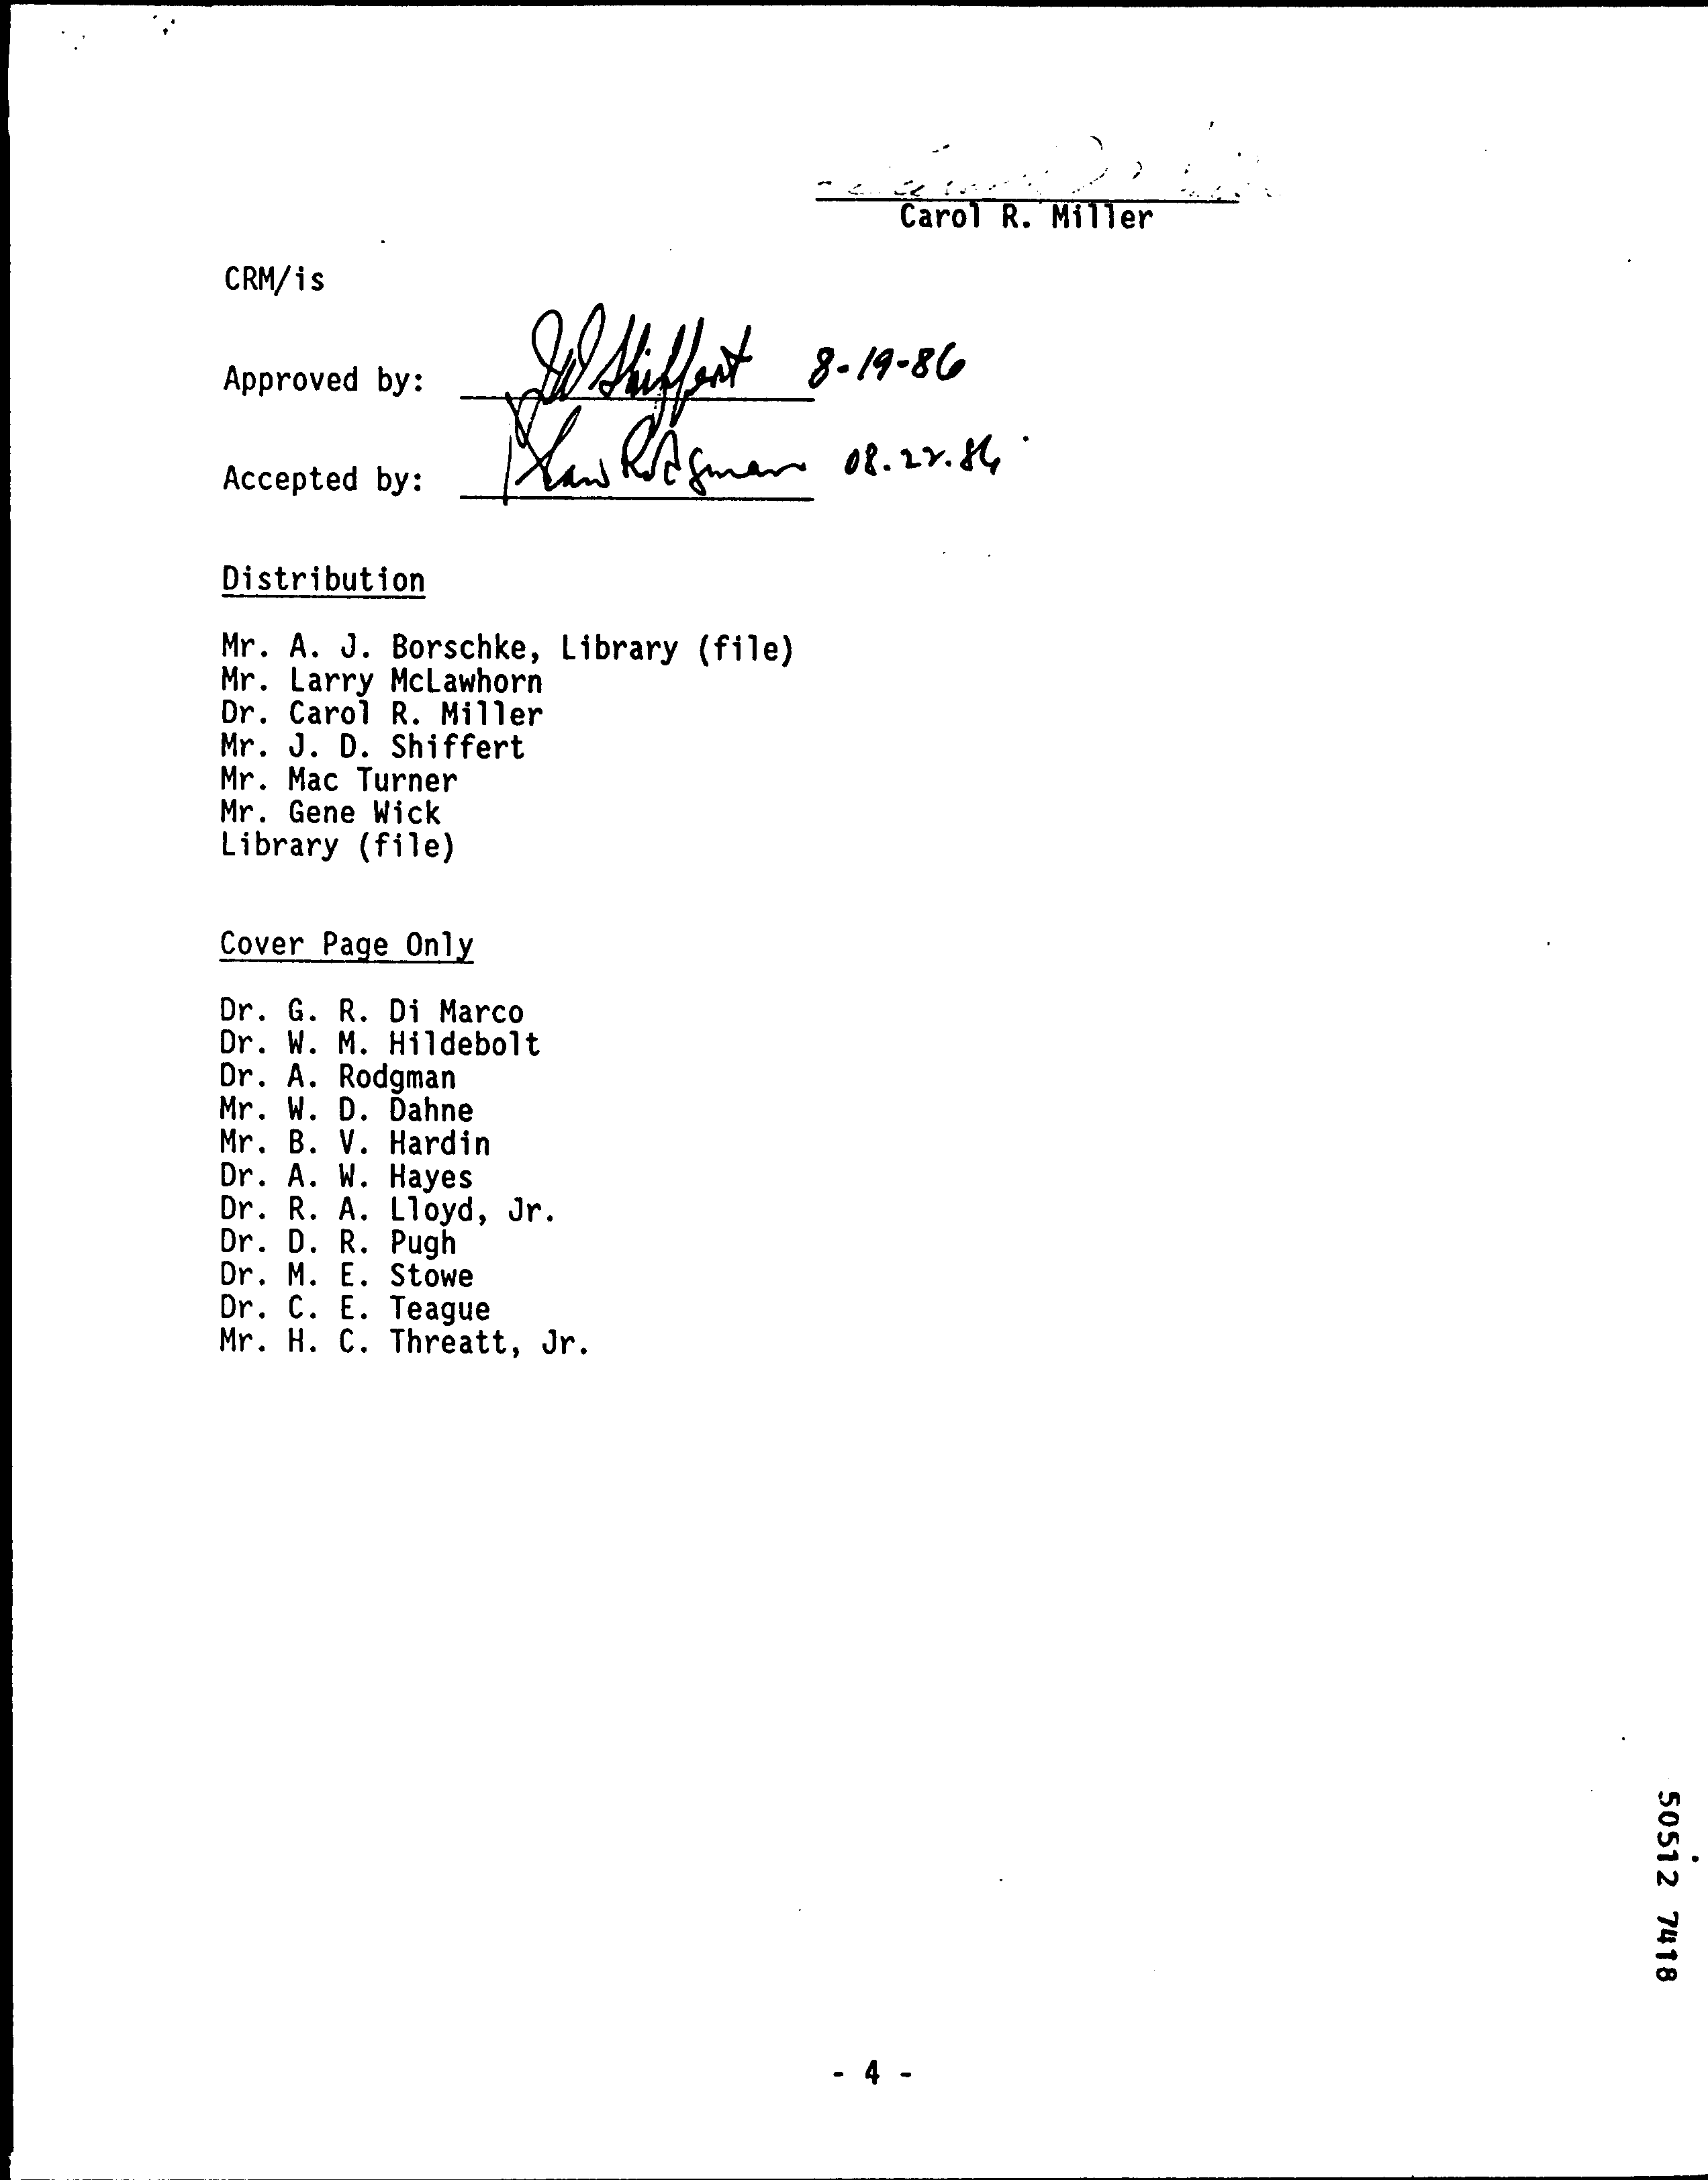 Carol R. Miller
CRM/is
Approved by: JD Shiffert 8-19-86
Accepted by: Rodgman 08.22.86
Distribution
Mr. A. J. Borschke, Library (file)
Mr. Larry McLawhorn
Dr. Carol R. Miller
Mr. J. D. Shiffert
Mr. Mac Turner
Mr. Gene Wick
Library (file)
Cover Page Only
Dr. G. R. Di Marco
Dr. W. M. Hildebolt
Dr. A. Rodgman
Mr. W. D. Dahne
Mr. B. V. Hardin
Dr. A. W. Hayes
Dr. R. A. Lloyd, Jr.
Dr. D. R. Pugh
Dr. M. E. Stowe
Dr. C. E. Teague
Mr. H. C. Threatt, Jr.
50512 7418
- 4 -